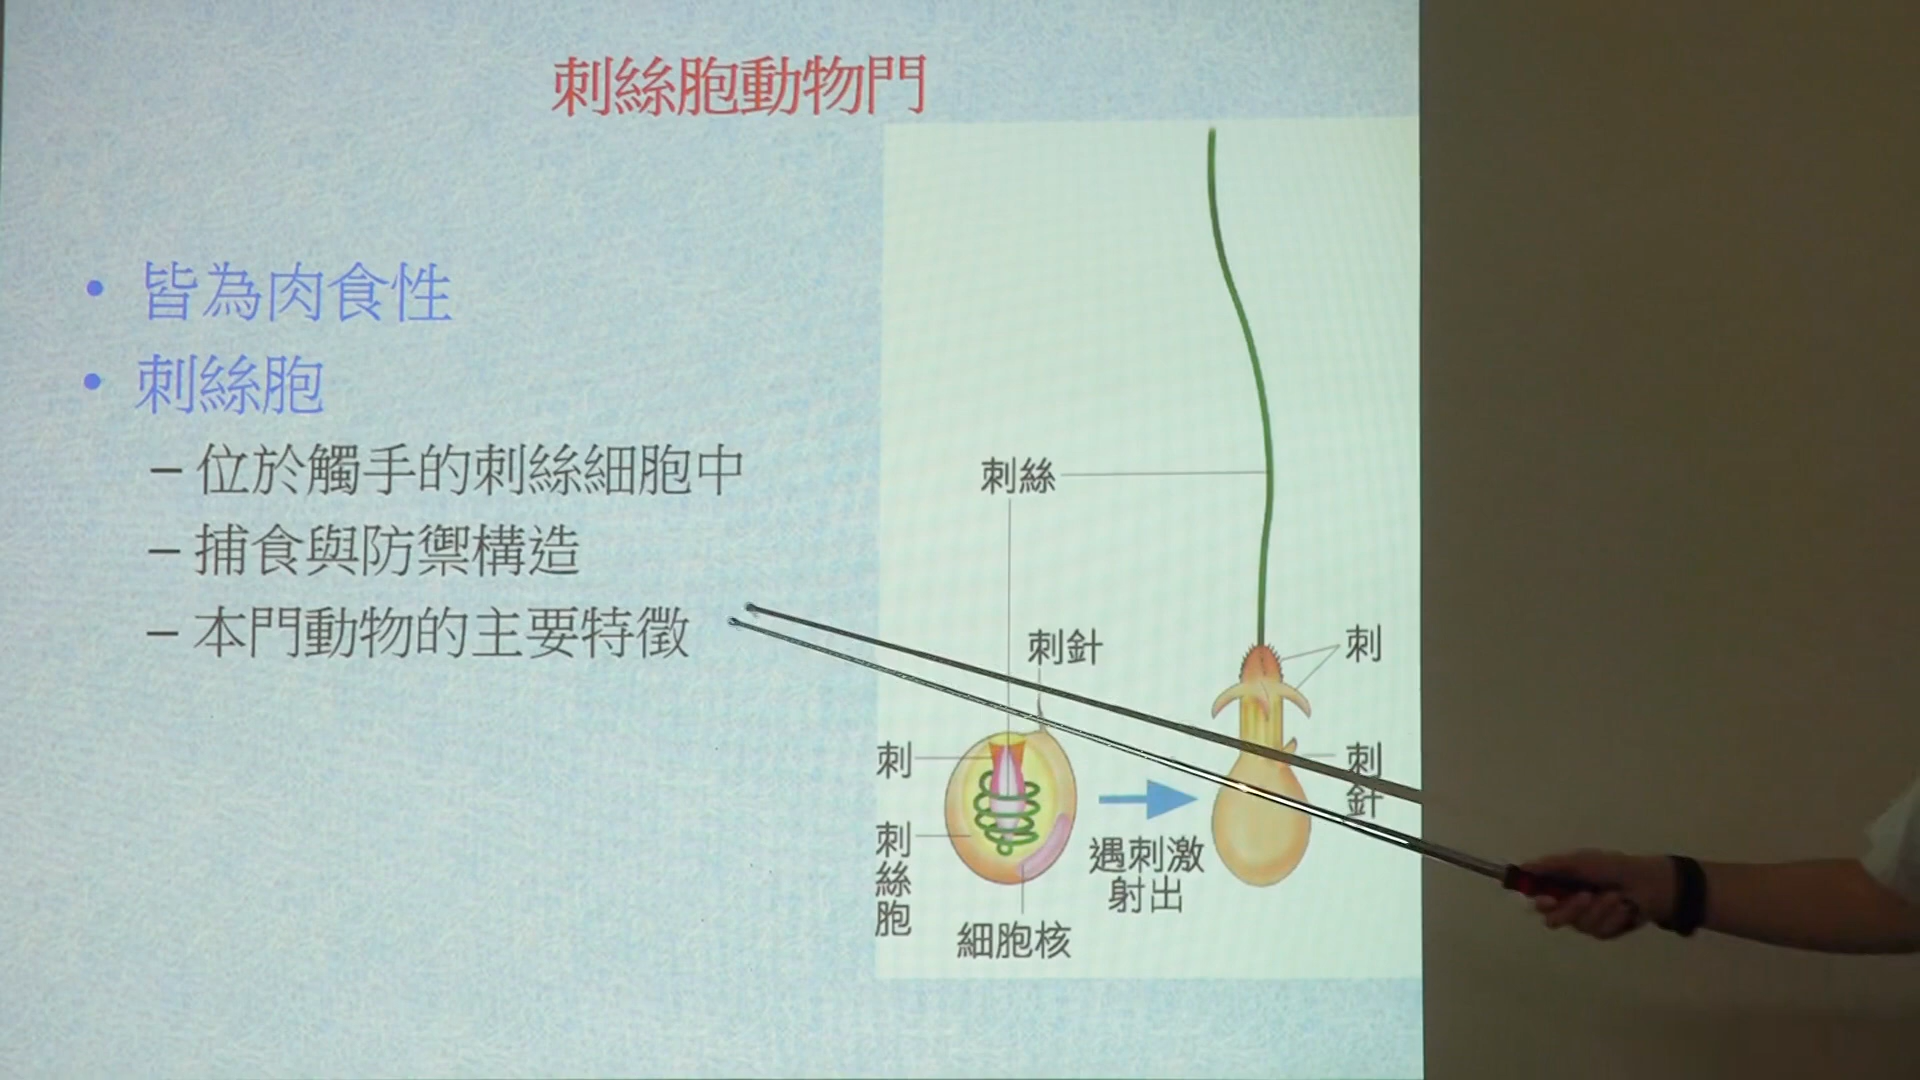 刺絲胞動物門
• 皆為肉食性
• 刺絲胞
– 位於觸手的刺絲細胞中
– 捕食與防禦構造
– 本門動物的主要特徵
刺絲
刺針
刺
刺
刺針
刺絲胞
遇刺激
射出
細胞核